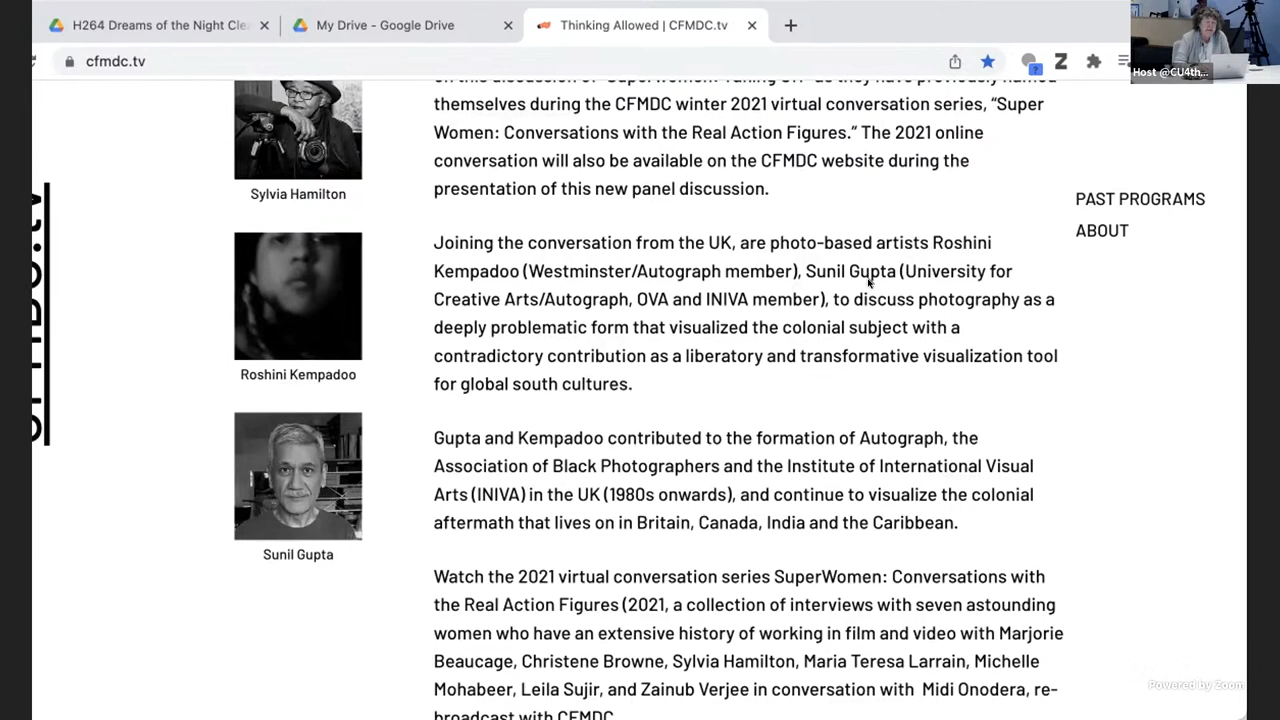 H264 Dreams of the Night Cle
My Drive - Google Drive
Thinking Allowed | CFMDC.tv
cfmdc.tv
Z
?
Host @CU4th...
themselves during the CFMDC winter 2021 virtual conversation series, “Super
Women: Conversations with the Real Action Figures.” The 2021 online
conversation will also be available on the CFMDC website during the
presentation of this new panel discussion.
Sylvia Hamilton
PAST PROGRAMS
ABOUT
Joining the conversation from the UK, are photo-based artists Roshini
Kempadoo (Westminster/Autograph member), Sunil Gupta (University for
Creative Arts/Autograph, OVA and INIVA member), to discuss photography as a
deeply problematic form that visualized the colonial subject with a
contradictory contribution as a liberatory and transformative visualization tool
for global south cultures.
Roshini Kempadoo
Gupta and Kempadoo contributed to the formation of Autograph, the
Association of Black Photographers and the Institute of International Visual
Arts (INIVA) in the UK (1980s onwards), and continue to visualize the colonial
aftermath that lives on in Britain, Canada, India and the Caribbean.
Sunil Gupta
Watch the 2021 virtual conversation series SuperWomen: Conversations with
the Real Action Figures (2021, a collection of interviews with seven astounding
women who have an extensive history of working in film and video with Marjorie
Beaucage, Christene Browne, Sylvia Hamilton, Maria Teresa Larrain, Michelle
Mohabeer, Leila Sujir, and Zainub Verjee in conversation with Midi Onodera, re-
broadcast with CFMDC
Powered by Zoom